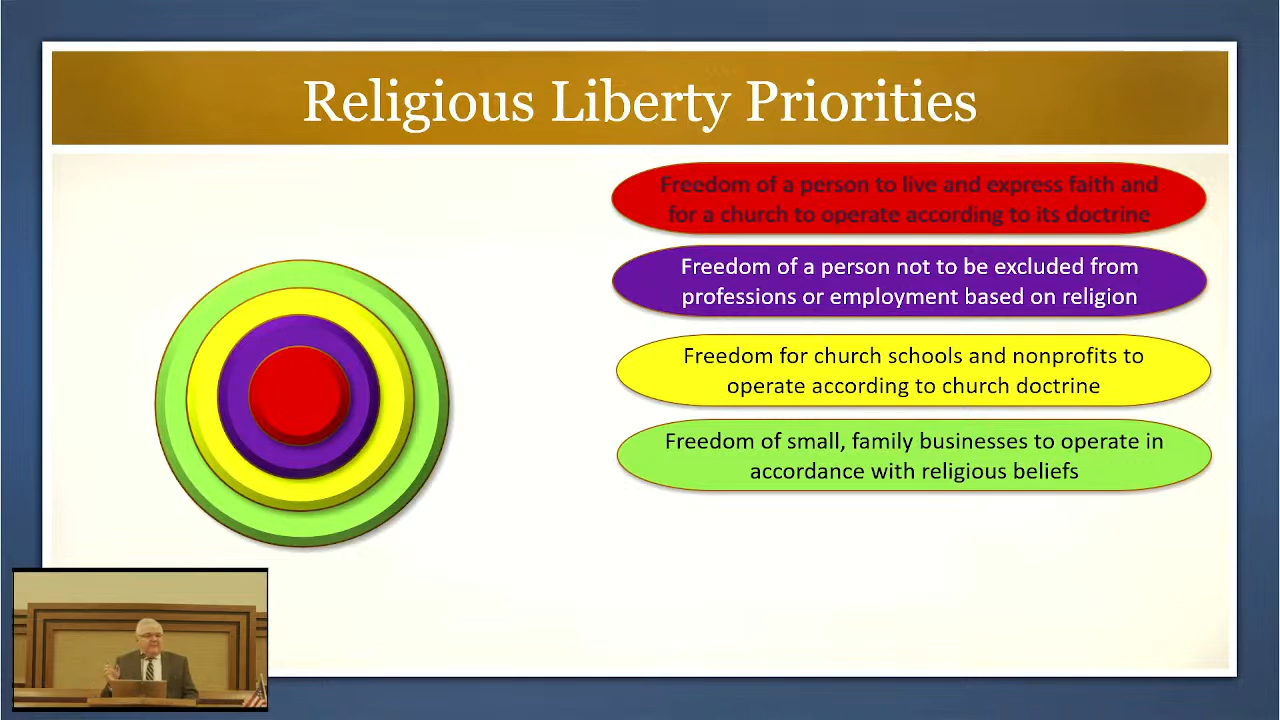 Religious Liberty Priorities
Freedom of a person to live and express faith and
for a church to operate according to its doctrine
Freedom of a person not to be excluded from
professions or employment based on religion
Freedom for church schools and nonprofits to
operate according to church doctrine
Freedom of small, family businesses to operate in
accordance with religious beliefs